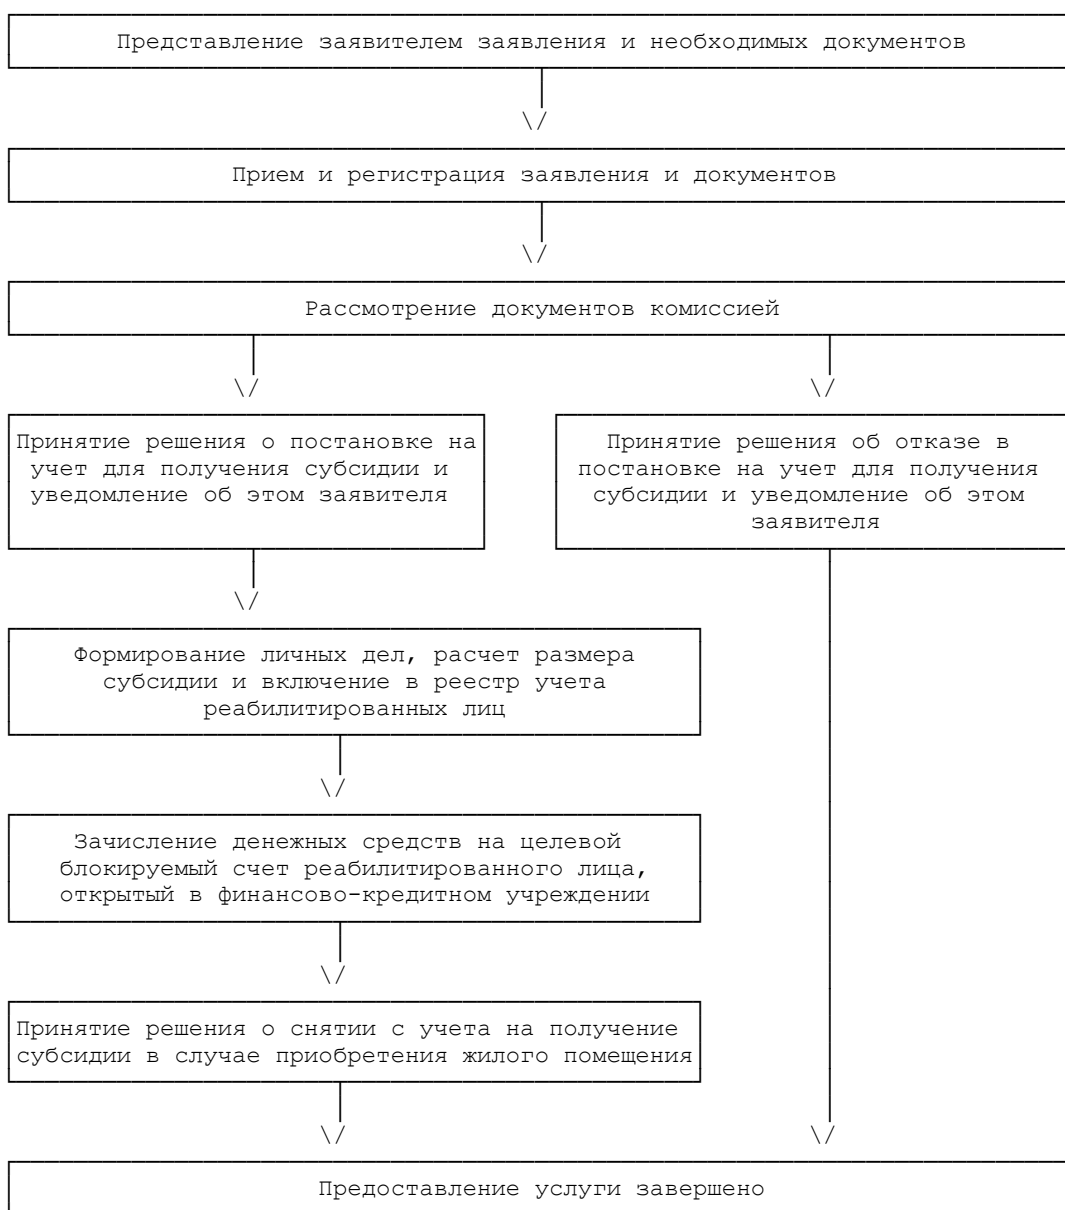 Представление заявителем заявления и необходимых документов
Прием и регистрация заявления и документов
Рассмотрение документов комиссией
Принятие решения о постановке на
учет для получения субсидии и
уведомление об этом заявителя
Принятие решения об отказе в
постановке на учет для получения
субсидии и уведомление об этом
заявителя
Формирование личных дел, расчет размера
субсидии и включение в реестр учета
реабилитированных лиц
Зачисление денежных средств на целевой
блокируемый счет реабилитированного лица,
открытый в финансово-кредитном учреждении
Принятие решения о снятии с учета на получение
субсидии в случае приобретения жилого помещения
Предоставление услуги завершено